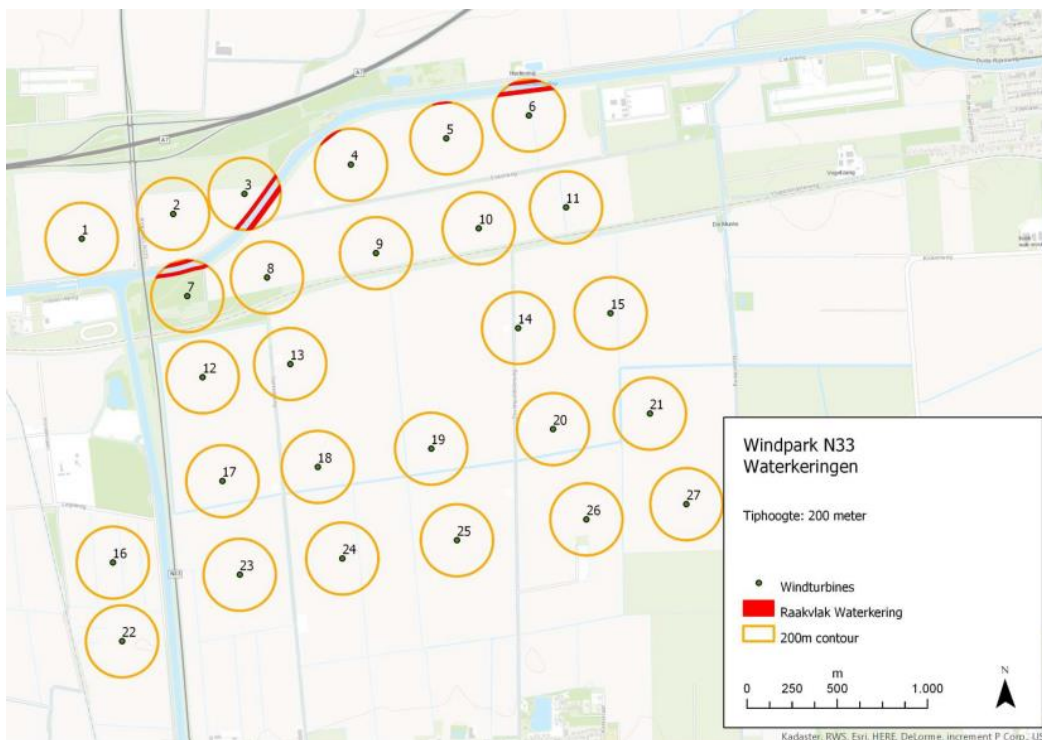 A7
A7
6
5
4
3
2
11
10
1
9
8
7
15
14
13
12
21
20
19
18
17
27
26
25
16
24
23
N33
22
Windpark N33
Waterkeringen
Tiphoogte: 200 meter
Windturbines
Raakvlak Waterkering
200m contour
m
0 250 500 1.000
N
Kadaster, RWS, Esri, HERE, DeLorme, increment P Corp., US